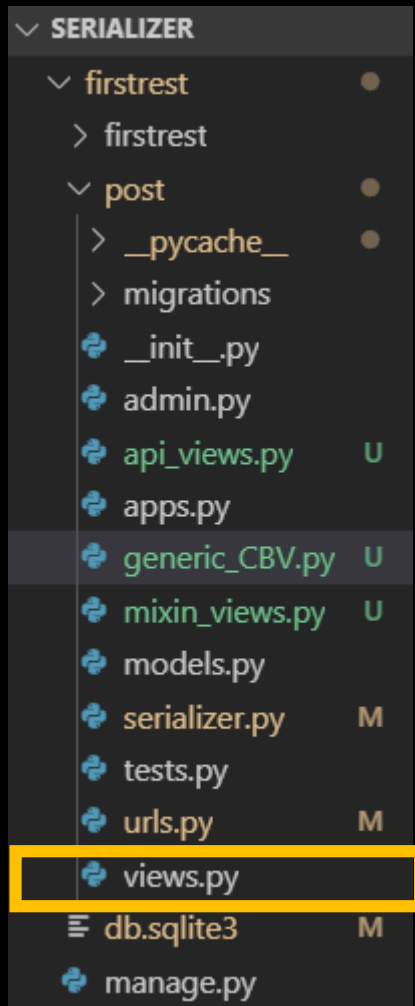 SERIALIZER
firstrest
firstrest
post
__pycache__
migrations
__init__.py
admin.py
api_views.py U
apps.py
generic_CBV.py U
mixin_views.py U
models.py
serializer.py M
tests.py
urls.py M
views.py
db.sqlite3 M
manage.py